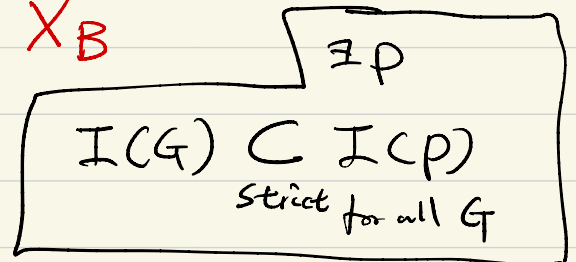 X_B
∃p
I(G) ⊂ I(p)
strict for all G